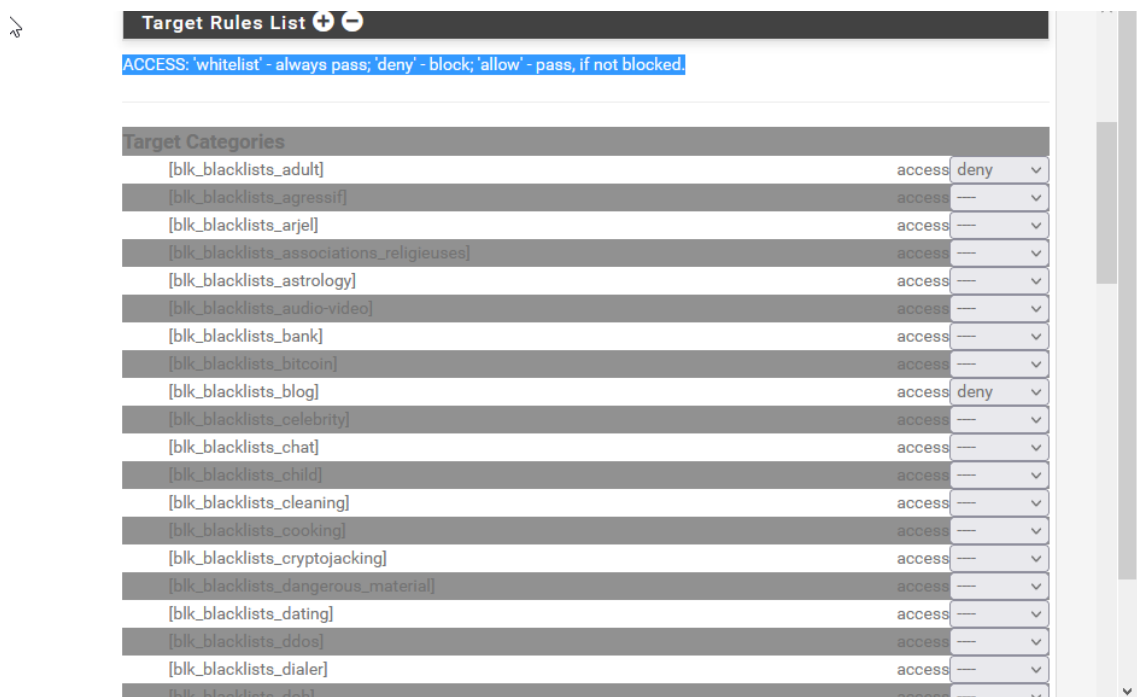 Target Rules List
ACCESS: 'whitelist' - always pass; 'deny' - block; 'allow' - pass, if not blocked.
Target Categories
[blk_blacklists_adult] access deny
[blk_blacklists_agressif] access ----
[blk_blacklists_arjel] access ----
[blk_blacklists_associations_religieuses] access ----
[blk_blacklists_astrology] access ----
[blk_blacklists_audio-video] access ----
[blk_blacklists_bank] access ----
[blk_blacklists_bitcoin] access ----
[blk_blacklists_blog] access deny
[blk_blacklists_celebrity] access ----
[blk_blacklists_chat] access ----
[blk_blacklists_child] access ----
[blk_blacklists_cleaning] access ----
[blk_blacklists_cooking] access ----
[blk_blacklists_cryptojacking] access ----
[blk_blacklists_dangerous_material] access ----
[blk_blacklists_dating] access ----
[blk_blacklists_ddos] access ----
[blk_blacklists_dialer] access ----
[blk_blacklists_doh] access ----